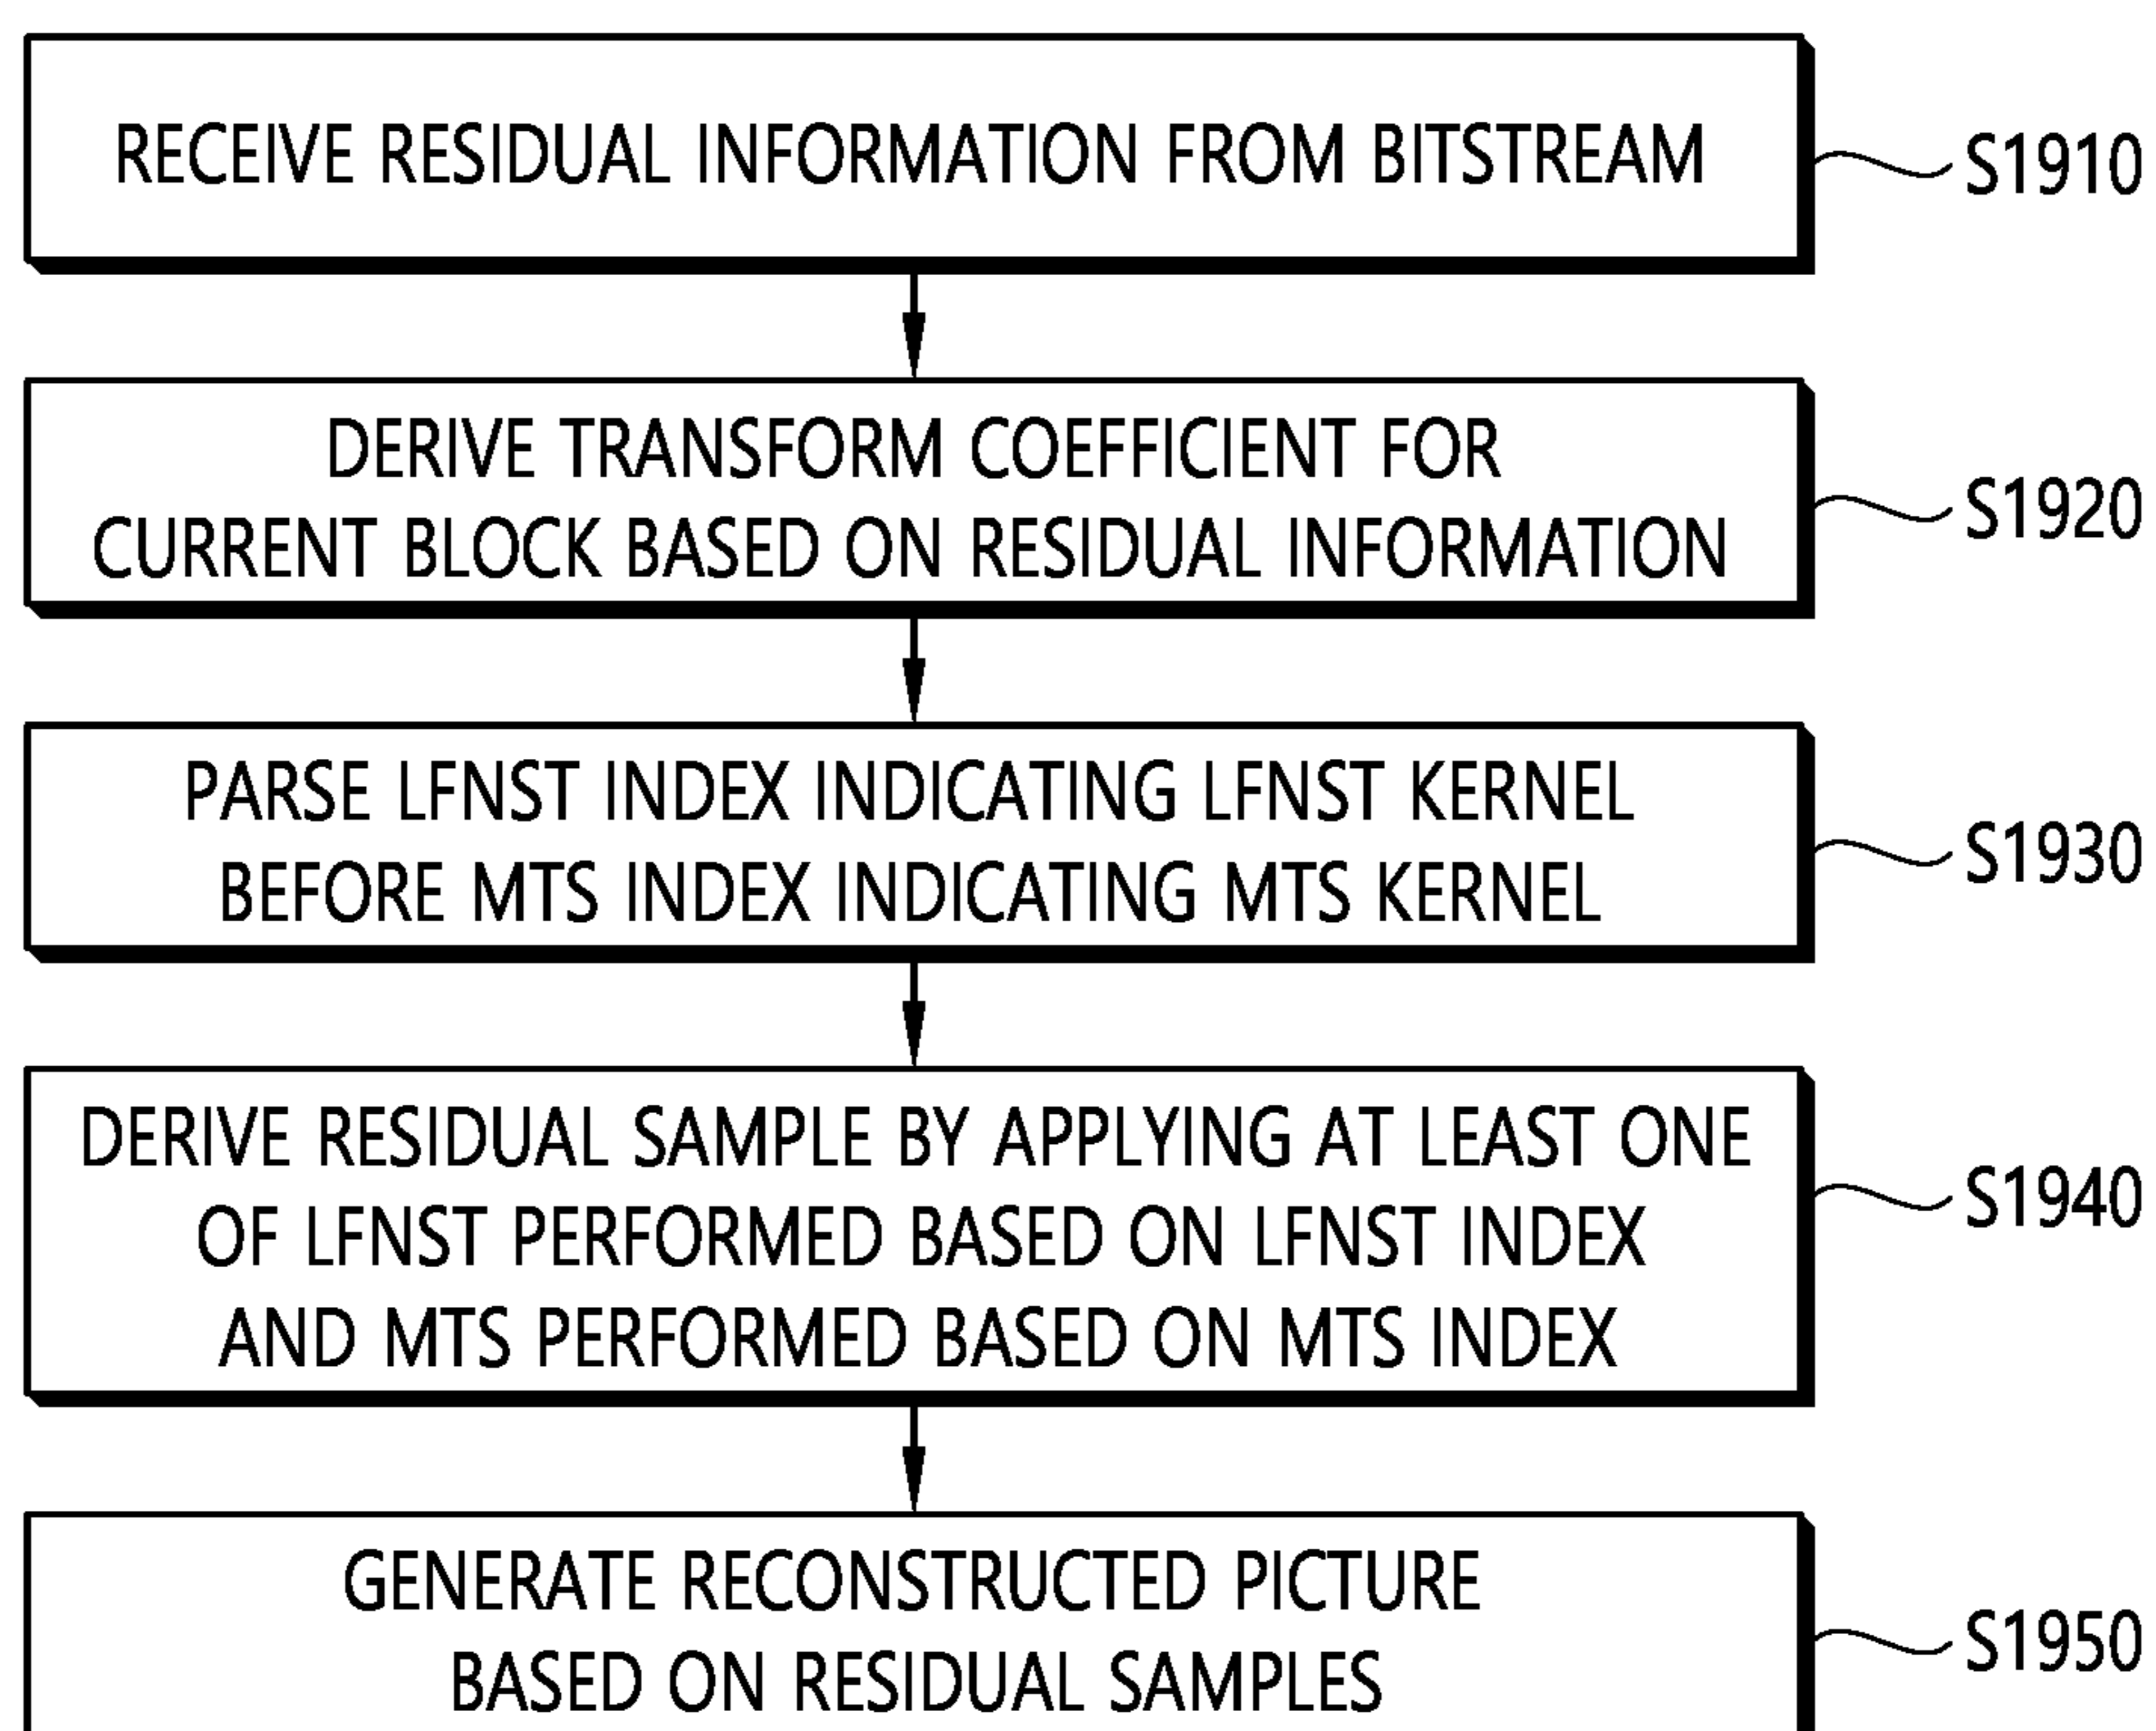 RECEIVE RESIDUAL INFORMATION FROM BITSTREAM
S1910
DERIVE TRANSFORM COEFFICIENT FOR
CURRENT BLOCK BASED ON RESIDUAL INFORMATION
S1920
PARSE LFNST INDEX INDICATING LFNST KERNEL
BEFORE MTS INDEX INDICATING MTS KERNEL
S1930
DERIVE RESIDUAL SAMPLE BY APPLYING AT LEAST ONE
OF LFNST PERFORMED BASED ON LFNST INDEX
AND MTS PERFORMED BASED ON MTS INDEX
S1940
GENERATE RECONSTRUCTED PICTURE
BASED ON RESIDUAL SAMPLES
S1950